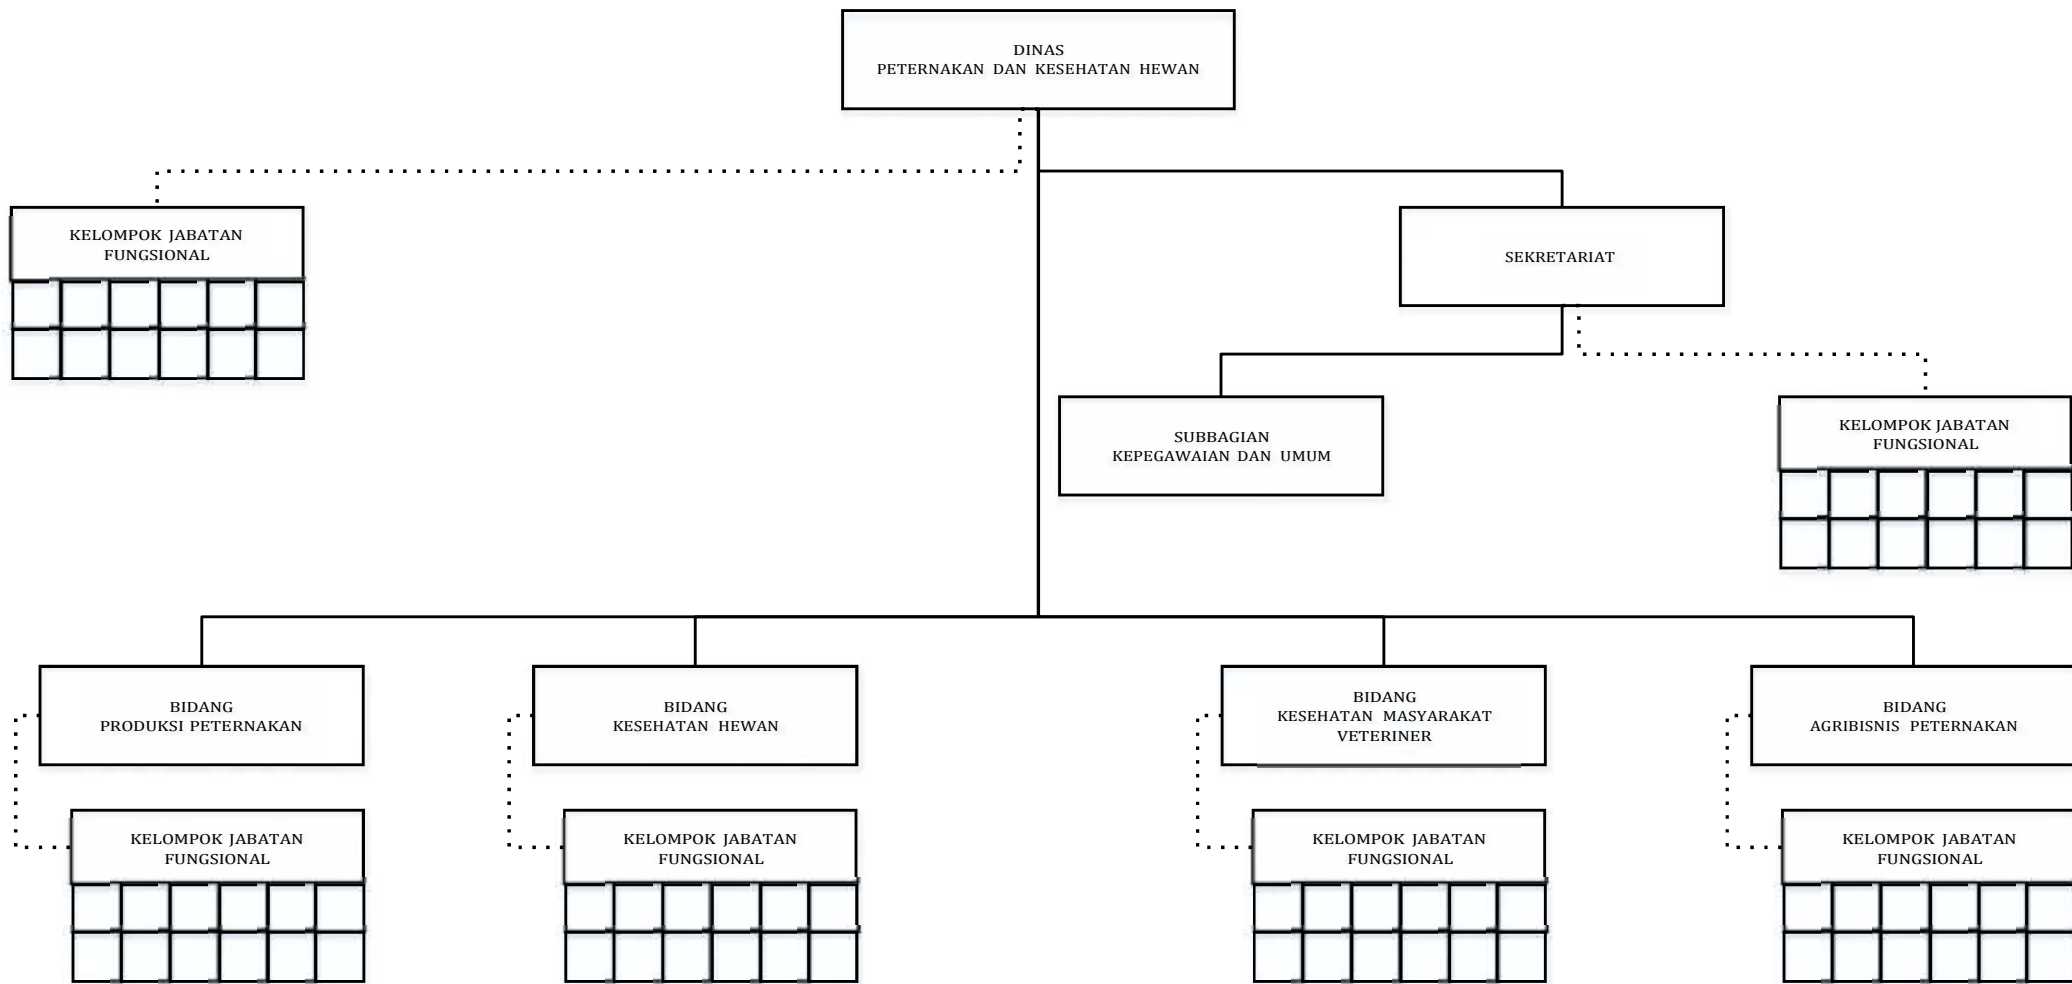 DINAS
PETERNAKAN DAN KESEHATAN HEWAN
KELOMPOK JABATAN
FUNGSIONAL
SEKRETARIAT
SUBBAGIAN
KEPEGAWAIAN DAN UMUM
KELOMPOK JABATAN
FUNGSIONAL
BIDANG
PRODUKSI PETERNAKAN
BIDANG
KESEHATAN HEWAN
BIDANG
KESEHATAN MASYARAKAT
VETERINER
BIDANG
AGRIBISNIS PETERNAKAN
KELOMPOK JABATAN
FUNGSIONAL
KELOMPOK JABATAN
FUNGSIONAL
KELOMPOK JABATAN
FUNGSIONAL
KELOMPOK JABATAN
FUNGSIONAL